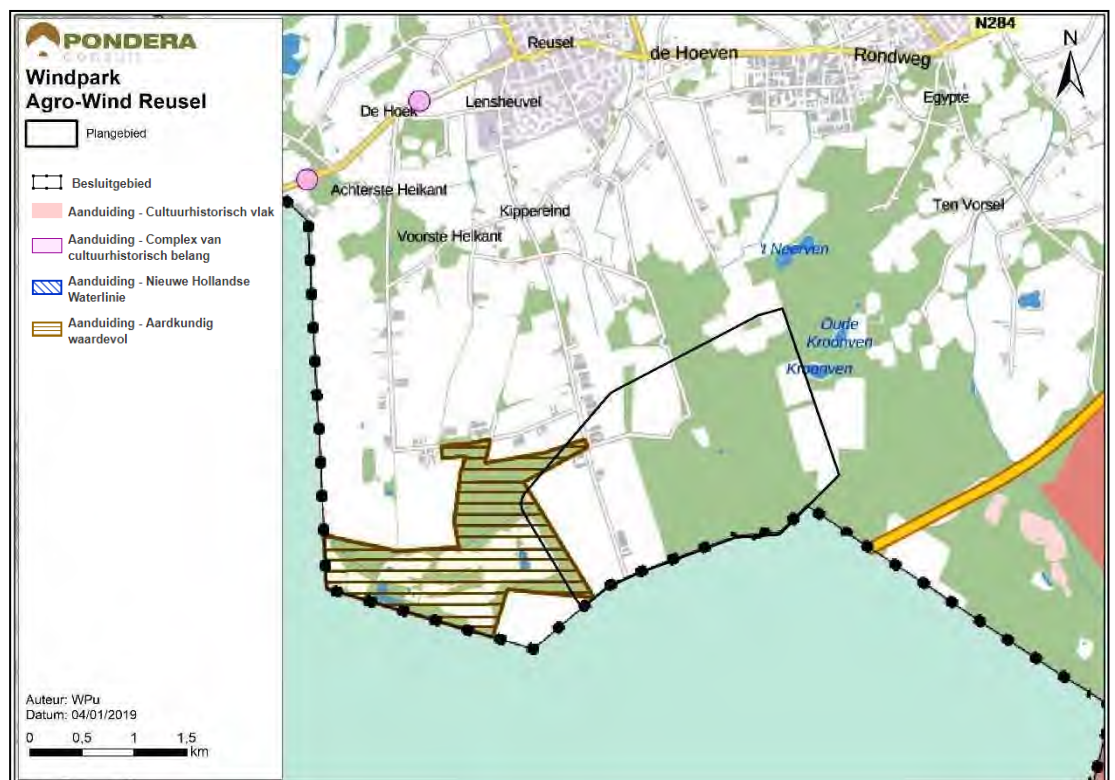 PONDERA
CONSULT
Windpark
Agro-Wind Reusel
Plangebied
Besluitgebied
Aanduiding - Cultuurhistorisch vlak
Aanduiding - Complex van
cultuurhistorisch belang
Aanduiding - Nieuwe Hollandse
Waterlinie
Aanduiding - Aardkundig
waardevol
Auteur: WPu
Datum: 04/01/2019
0 0,5 1 1,5
km
N284
N
Reusel
de Hoeven
Rondweg
Egypte
De Hoek
Lensheuvel
Achterste Heikant
Kippereind
Ten Vorsel
Voorste Heikant
't Neerven
Oude
Kroonven
Kroonven